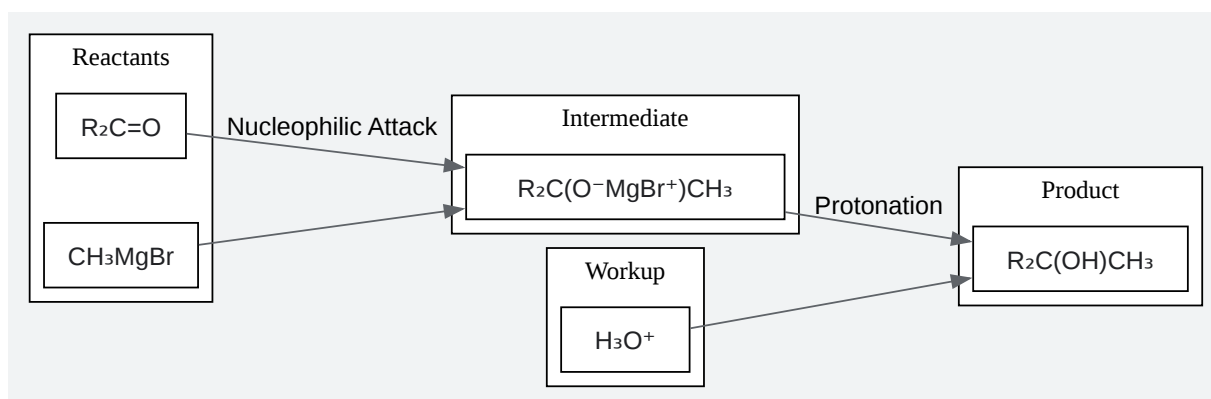 Reactants
R₂C=O
CH₃MgBr
Nucleophilic Attack
Intermediate
R₂C(O⁻MgBr⁺)CH₃
Workup
H₃O⁺
Protonation
Product
R₂C(OH)CH₃